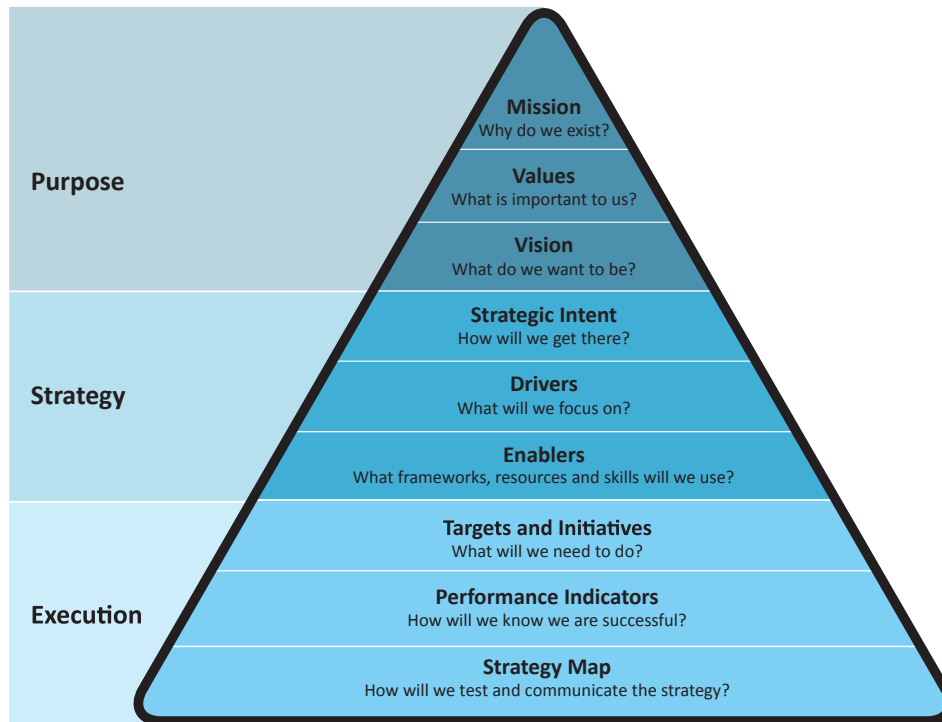 Mission
Why do we exist?
Purpose
Values
What is important to us?
Vision
What do we want to be?
Strategic Intent
How will we get there?
Strategy
Drivers
What will we focus on?
Enablers
What frameworks, resources and skills will we use?
Targets and Initiatives
What will we need to do?
Execution
Performance Indicators
How will we know we are successful?
Strategy Map
How will we test and communicate the strategy?